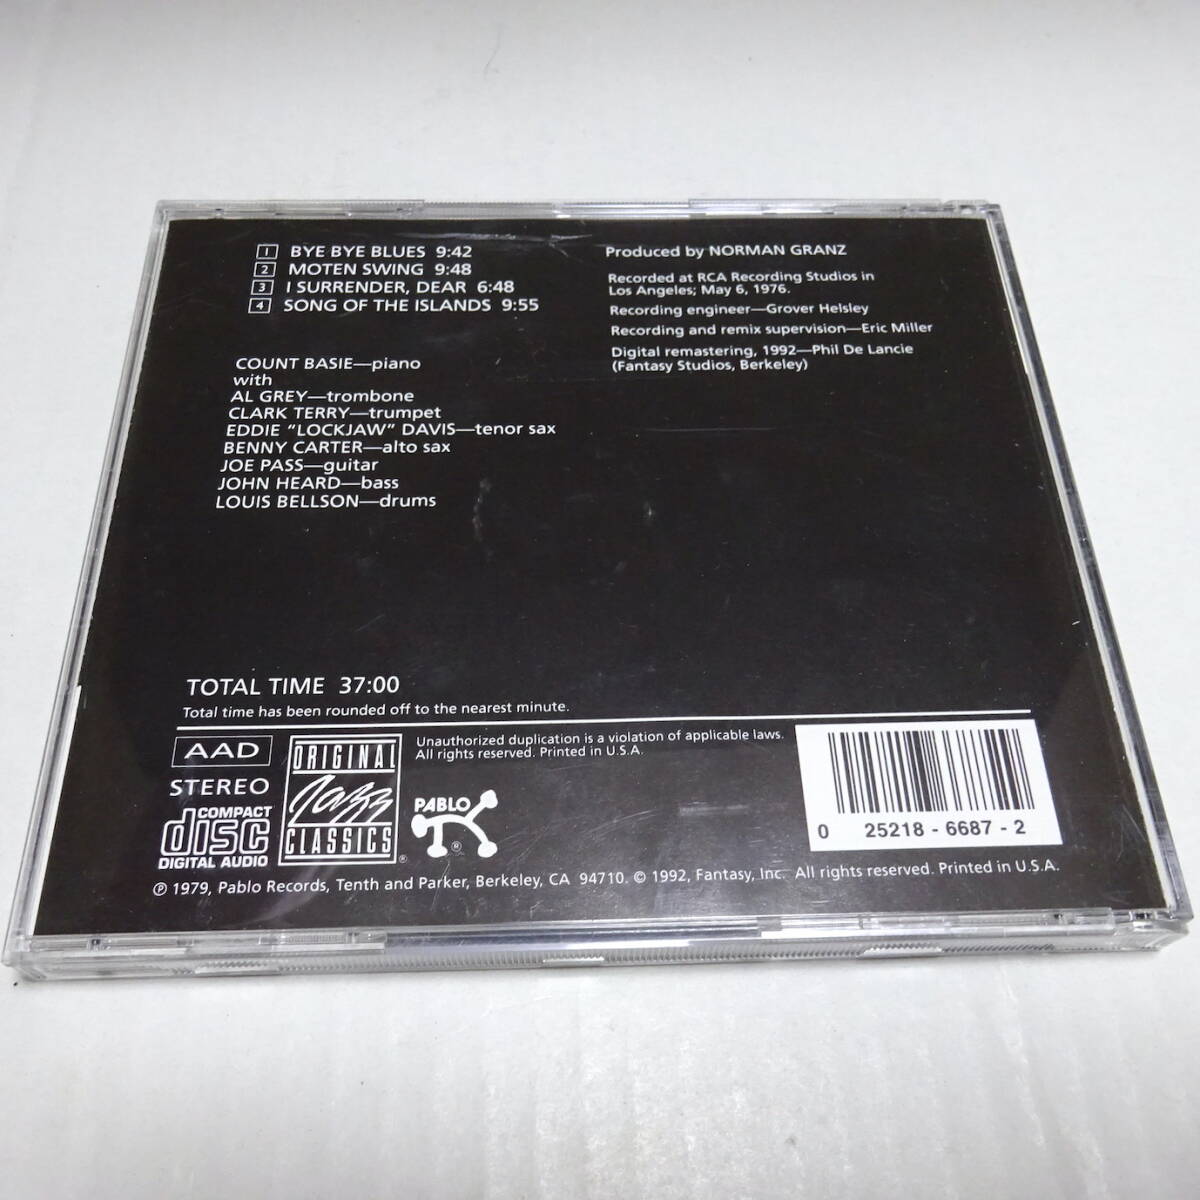 1 BYE BYE BLUES 9:42
2 MOTEN SWING 9:48
3 I SURRENDER, DEAR 6:48
4 SONG OF THE ISLANDS 9:55
COUNT BASIE—piano
with
AL GREY—trombone
CLARK TERRY—trumpet
EDDIE “LOCKJAW” DAVIS—tenor sax
BENNY CARTER—alto sax
JOE PASS—guitar
JOHN HEARD—bass
LOUIS BELLSON—drums
Produced by NORMAN GRANZ
Recorded at RCA Recording Studios in
Los Angeles; May 6, 1976.
Recording engineer—Grover Helsley
Recording and remix supervision—Eric Miller
Digital remastering, 1992—Phil De Lancie
(Fantasy Studios, Berkeley)
TOTAL TIME 37:00
Total time has been rounded off to the nearest minute.
AAD
STEREO
COMPACT
disc
DIGITAL AUDIO
ORIGINAL
Jazz
CLASSICS ®
PABLO
®
Unauthorized duplication is a violation of applicable laws.
All rights reserved. Printed in U.S.A.
0 25218 - 6687 - 2
℗ 1979, Pablo Records, Tenth and Parker, Berkeley, CA 94710. © 1992, Fantasy, Inc. All rights reserved. Printed in U.S.A.